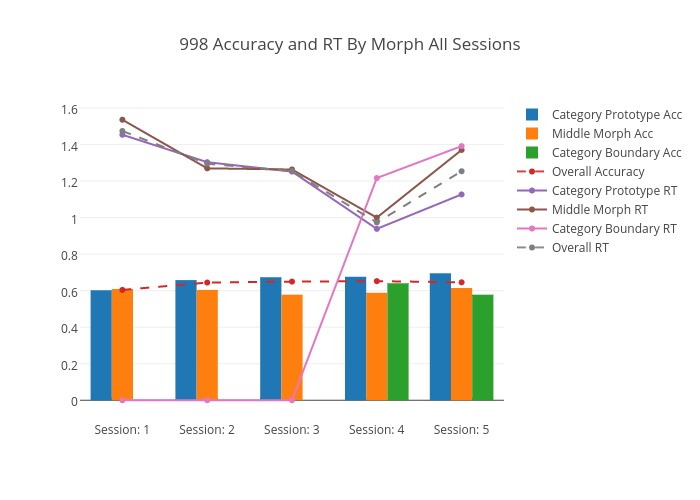 998 Accuracy and RT By Morph All Sessions
1.6
1.4
1.2
1
0.8
0.6
0.4
0.2
0
Session: 1
Session: 2
Session: 3
Session: 4
Session: 5
Category Prototype Acc
Middle Morph Acc
Category Boundary Acc
Overall Accuracy
Category Prototype RT
Middle Morph RT
Category Boundary RT
Overall RT